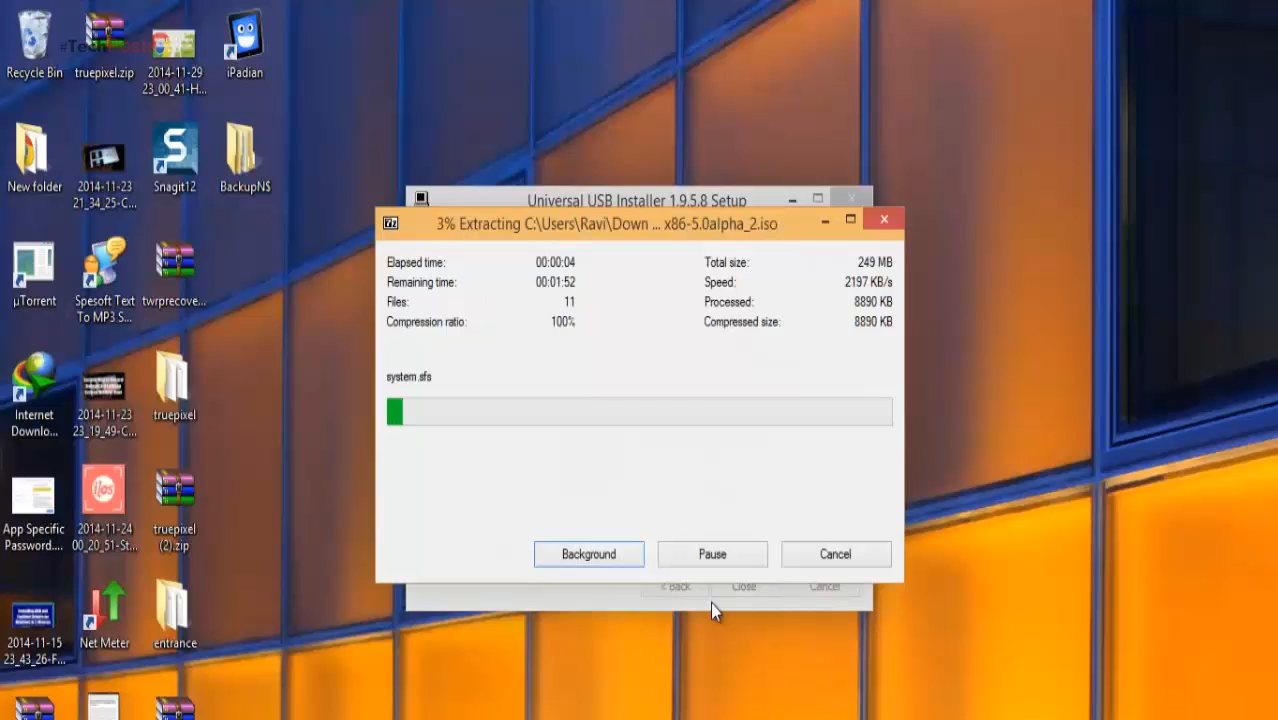 #Tech
Recycle Bin
truepixel.zip
2014-11-29
23_00_41-H...
iPadian
New folder
2014-11-23
21_34_25-C...
S
Snagit12
BackupN$
µTorrent
Spesoft Text
To MP3 S...
twrprecove...
Internet
Downlo...
2014-11-23
23_19_49-C...
truepixel
App Specific
Password....
2014-11-24
00_20_51-St...
truepixel
(2).zip
2014-11-15
23_43_26-F...
Net Meter
entrance
Universal USB Installer 1.9.5.8 Setup
7z
3% Extracting C:\Users\Ravi\Down ... x86-5.0alpha_2.iso
Elapsed time: 00:00:04 Total size: 249 MB
Remaining time: 00:01:52 Speed: 2197 KB/s
Files: 11 Processed: 8890 KB
Compression ratio: 100% Compressed size: 8890 KB
system.sfs
Background Pause Cancel
< Back Close Cancel